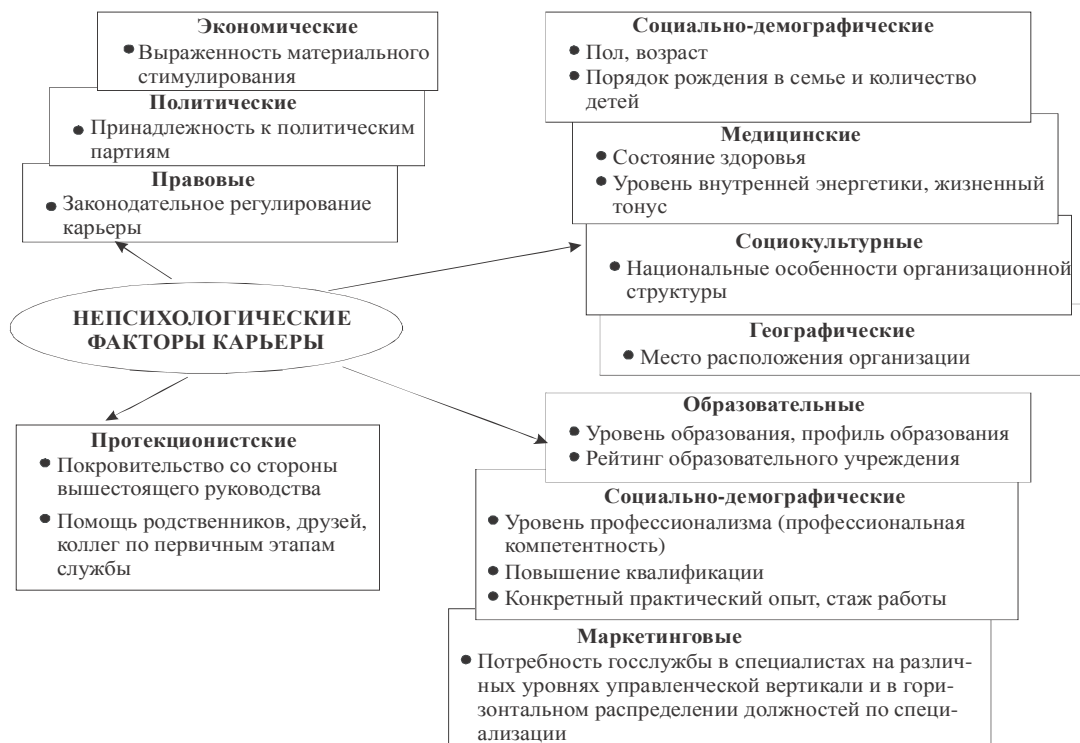 Экономические
● Выраженность материального
стимулирования
Политические
● Принадлежность к политическим
партиям
Правовые
● Законодательное регулирование
карьеры
НЕПСИХОЛОГИЧЕСКИЕ
ФАКТОРЫ КАРЬЕРЫ
Протекционистские
● Покровительство со стороны
вышестоящего руководства
● Помощь родственников, друзей,
коллег по первичным этапам
службы
Социально-демографические
● Пол, возраст
● Порядок рождения в семье и количество
детей
Медицинские
● Состояние здоровья
● Уровень внутренней энергетики, жизненный
тонус
Социокультурные
● Национальные особенности организационной
структуры
Географические
● Место расположения организации
Образовательные
● Уровень образования, профиль образования
● Рейтинг образовательного учреждения
Социально-демографические
● Уровень профессионализма (профессиональная
компетентность)
● Повышение квалификации
● Конкретный практический опыт, стаж работы
Маркетинговые
● Потребность госслужбы в специалистах на различ-
ных уровнях управленческой вертикали и в гори-
зонтальном распределении должностей по специ-
ализации